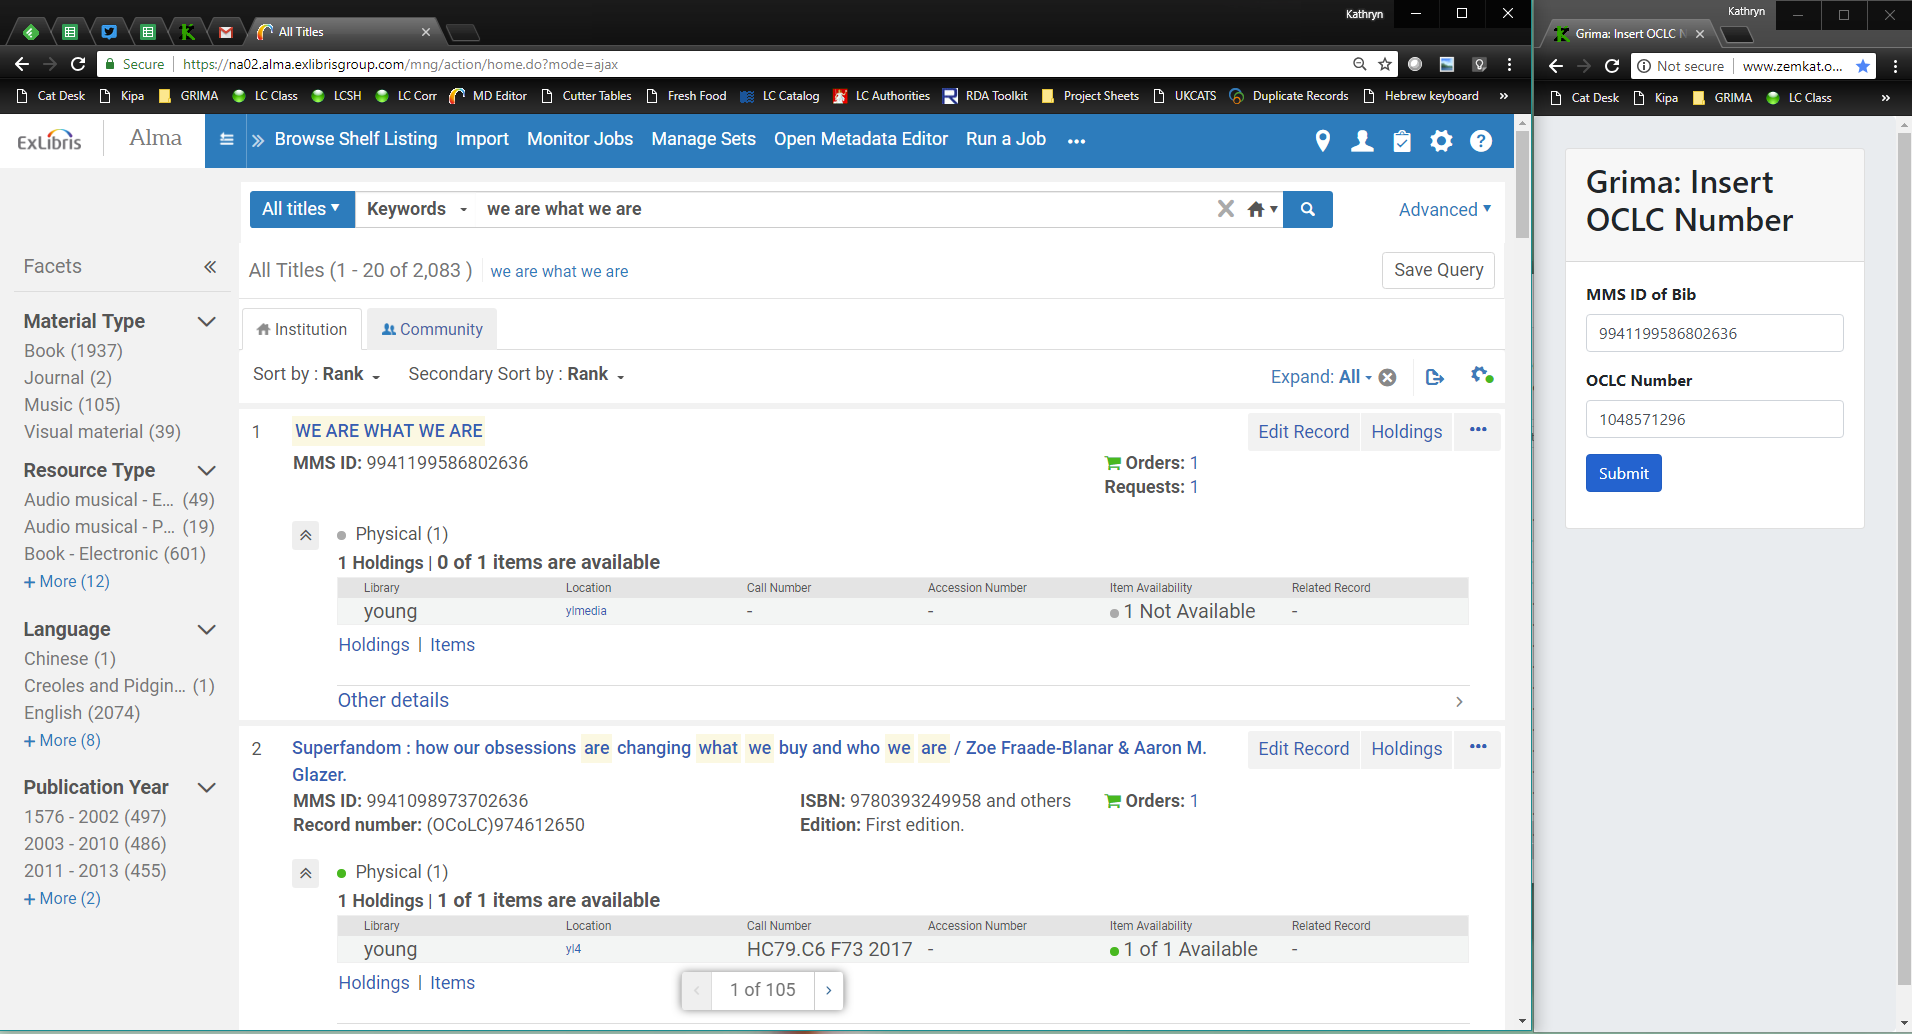 Kathryn
All Titles
Secure
https://na02.alma.exlibrisgroup.com/mng/action/home.do?mode=ajax
Cat Desk Kipa GRIMA LC Class LCSH LC Corr MD Editor Cutter Tables Fresh Food LC Catalog LC Authorities RDA Toolkit Project Sheets UKCATS Duplicate Records Hebrew keyboard »
ExLibris Alma
Browse Shelf Listing Import Monitor Jobs Manage Sets Open Metadata Editor Run a Job ...
All titles Keywords we are what we are Advanced
All Titles (1 - 20 of 2,083 ) we are what we are Save Query
Institution Community
Sort by : Rank Secondary Sort by : Rank Expand: All
Facets
Material Type
Book (1937)
Journal (2)
Music (105)
Visual material (39)
Resource Type
Audio musical - E... (49)
Audio musical - P... (19)
Book - Electronic (601)
+ More (12)
Language
Chinese (1)
Creoles and Pidgin... (1)
English (2074)
+ More (8)
Publication Year
1576 - 2002 (497)
2003 - 2010 (486)
2011 - 2013 (455)
+ More (2)
1 WE ARE WHAT WE ARE Edit Record Holdings ...
MMS ID: 9941199586802636 Orders: 1
Requests: 1
Physical (1)
1 Holdings | 0 of 1 items are available
Library Location Call Number Accession Number Item Availability Related Record
young ylmedia - - 1 Not Available -
Holdings | Items
Other details
2 Superfandom : how our obsessions are changing what we buy and who we are / Zoe Fraade-Blanar & Aaron M. Edit Record Holdings ...
Glazer.
MMS ID: 9941098973702636 ISBN: 9780393249958 and others Orders: 1
Record number: (OCoLC)974612650 Edition: First edition.
Physical (1)
1 Holdings | 1 of 1 items are available
Library Location Call Number Accession Number Item Availability Related Record
young yl4 HC79.C6 F73 2017 - 1 of 1 Available -
Holdings | Items
1 of 105
Kathryn
Grima: Insert OCLC N
Not secure www.zemkat.o...
Cat Desk Kipa GRIMA LC Class »
Grima: Insert
OCLC Number
MMS ID of Bib
9941199586802636
OCLC Number
1048571296
Submit